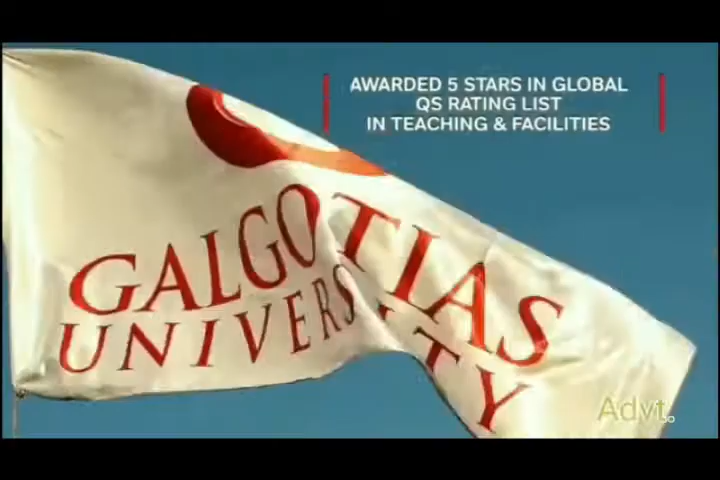 AWARDED 5 STARS IN GLOBAL
QS RATING LIST
IN TEACHING & FACILITIES
GALGOTIAS
UNIVERSITY
Advt.